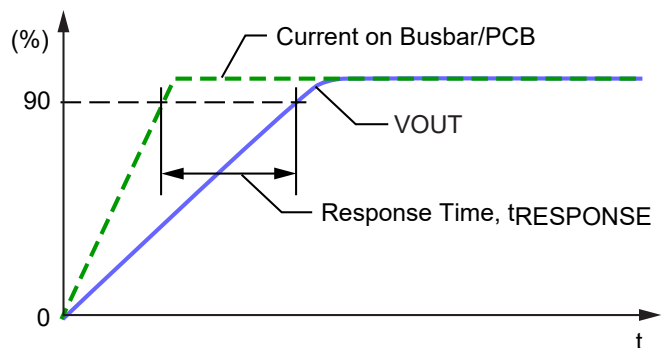 (%)
Current on Busbar/PCB
90
VOUT
Response Time, tRESPONSE
0
t